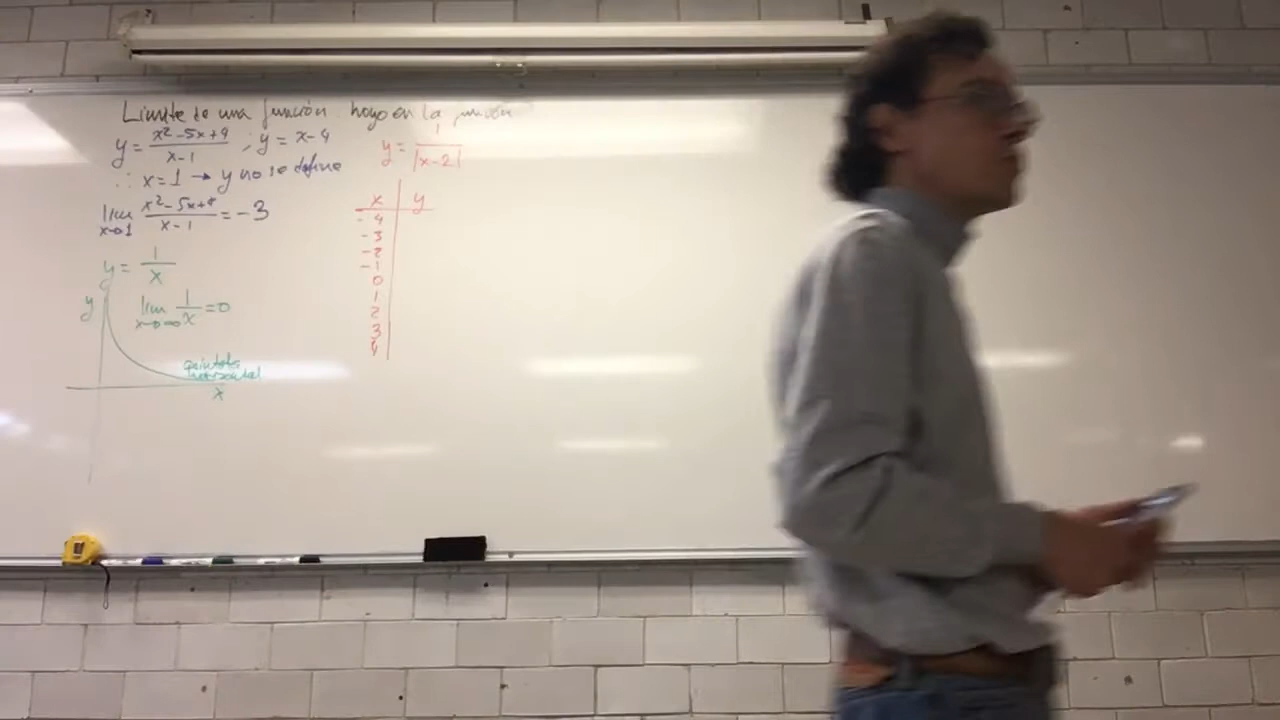 Limite de una función hoyo en la función
y = x²-5x+4 / x-1 ; y = x-4
∴ x=1 → y no se define
lim x→1 x²-5x+4 / x-1 = -3
y = 1/x
y
lim x→∞ 1/x = 0
horizontal
x
y = 1/|x-2|
x y
-4
-3
-2
-1
0
1
2
3
4